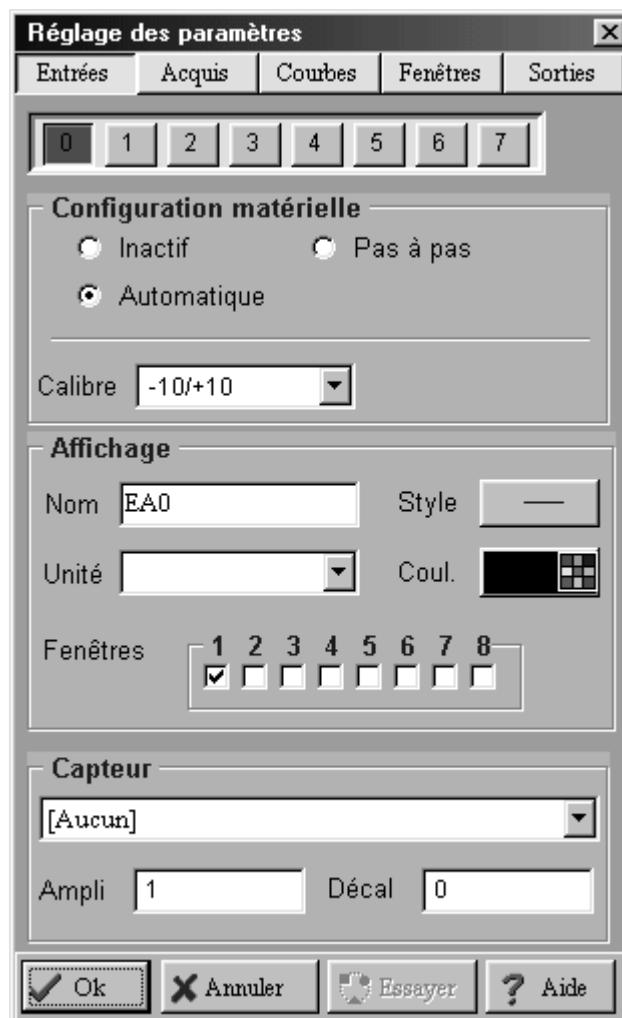 Réglage des paramètres
Entrées Acquis Courbes Fenêtres Sorties
0 1 2 3 4 5 6 7
Configuration matérielle
Inactif Pas à pas
Automatique
Calibre -10/+10
Affichage
Nom EA0 Style
Unité Coul.
Fenêtres 1 2 3 4 5 6 7 8
Capteur
[Aucun]
Ampli 1 Décal 0
Ok Annuler Essayer ? Aide